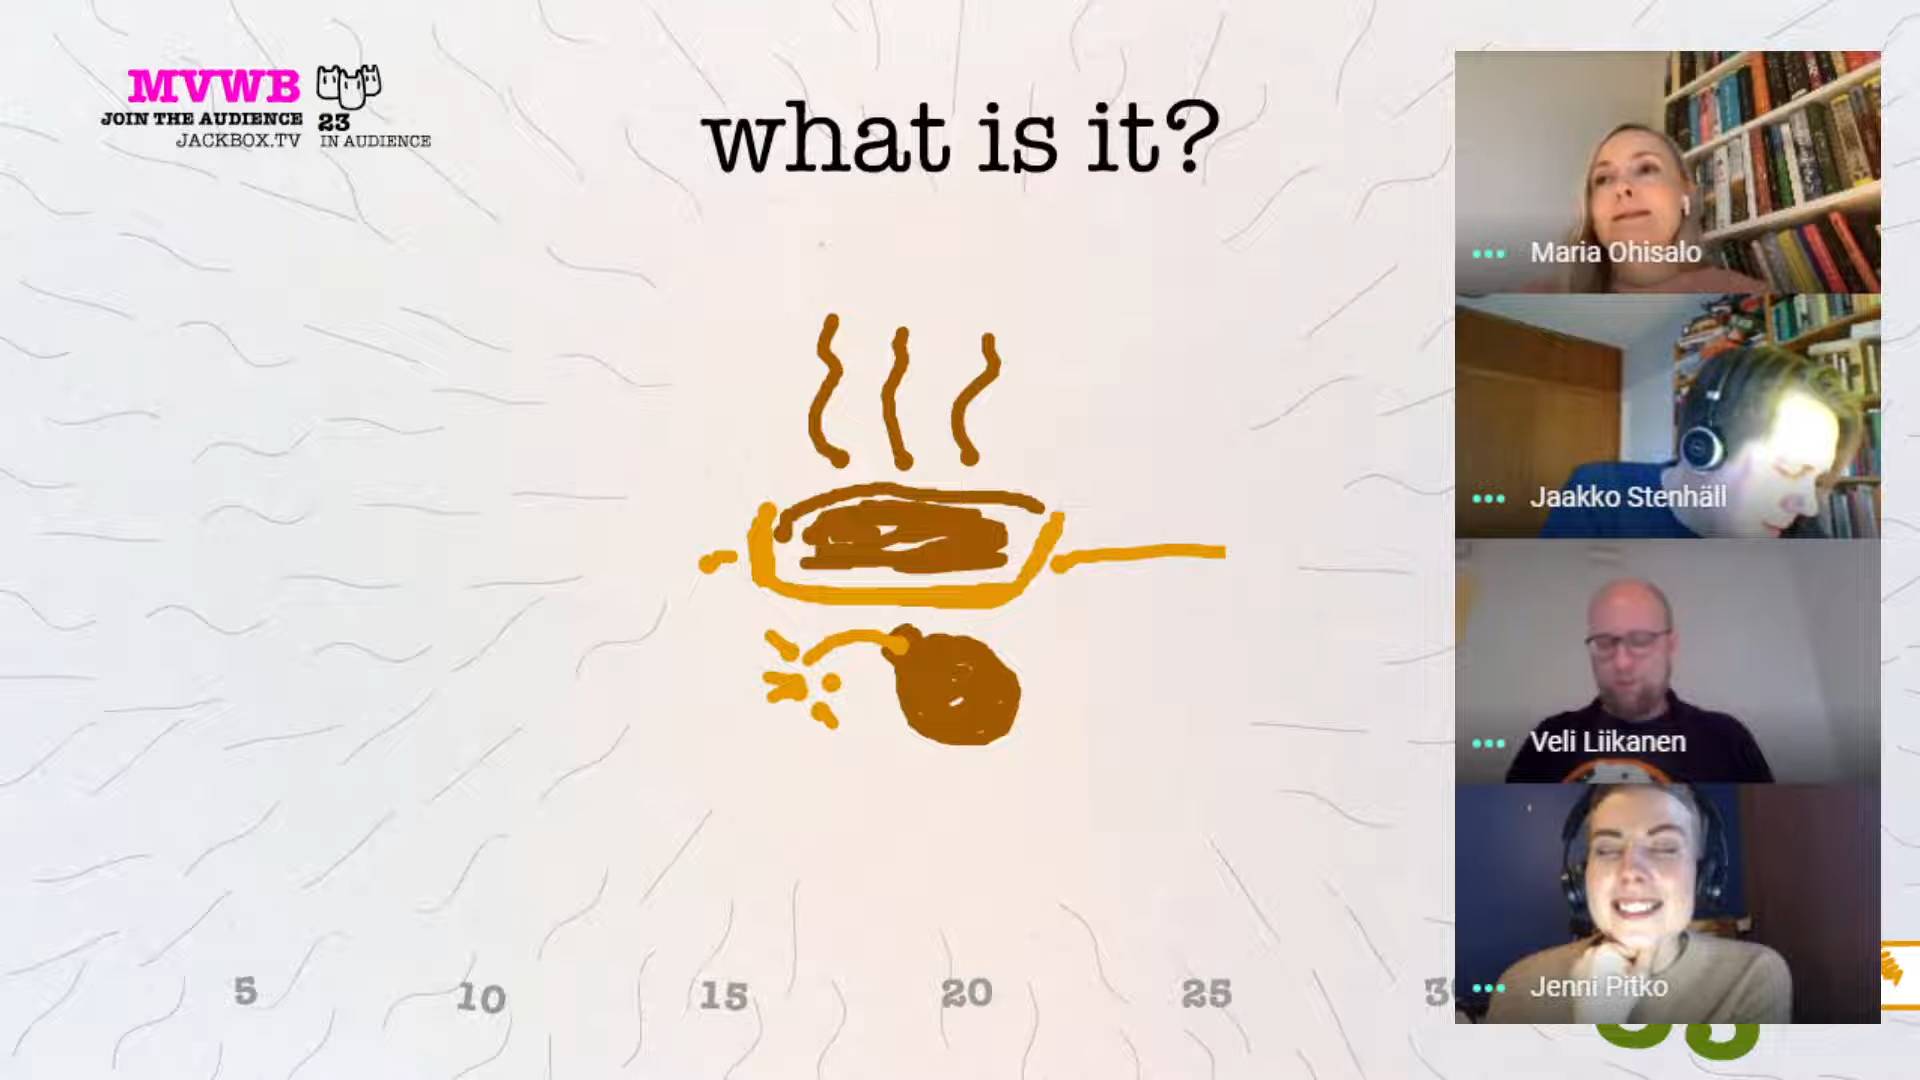 MVWB
JOIN THE AUDIENCE
JACKBOX.TV
23
IN AUDIENCE
what is it?
Maria Ohisalo
Jaakko Stenhäll
Veli Liikanen
Jenni Pitko
5
10
15
20
25